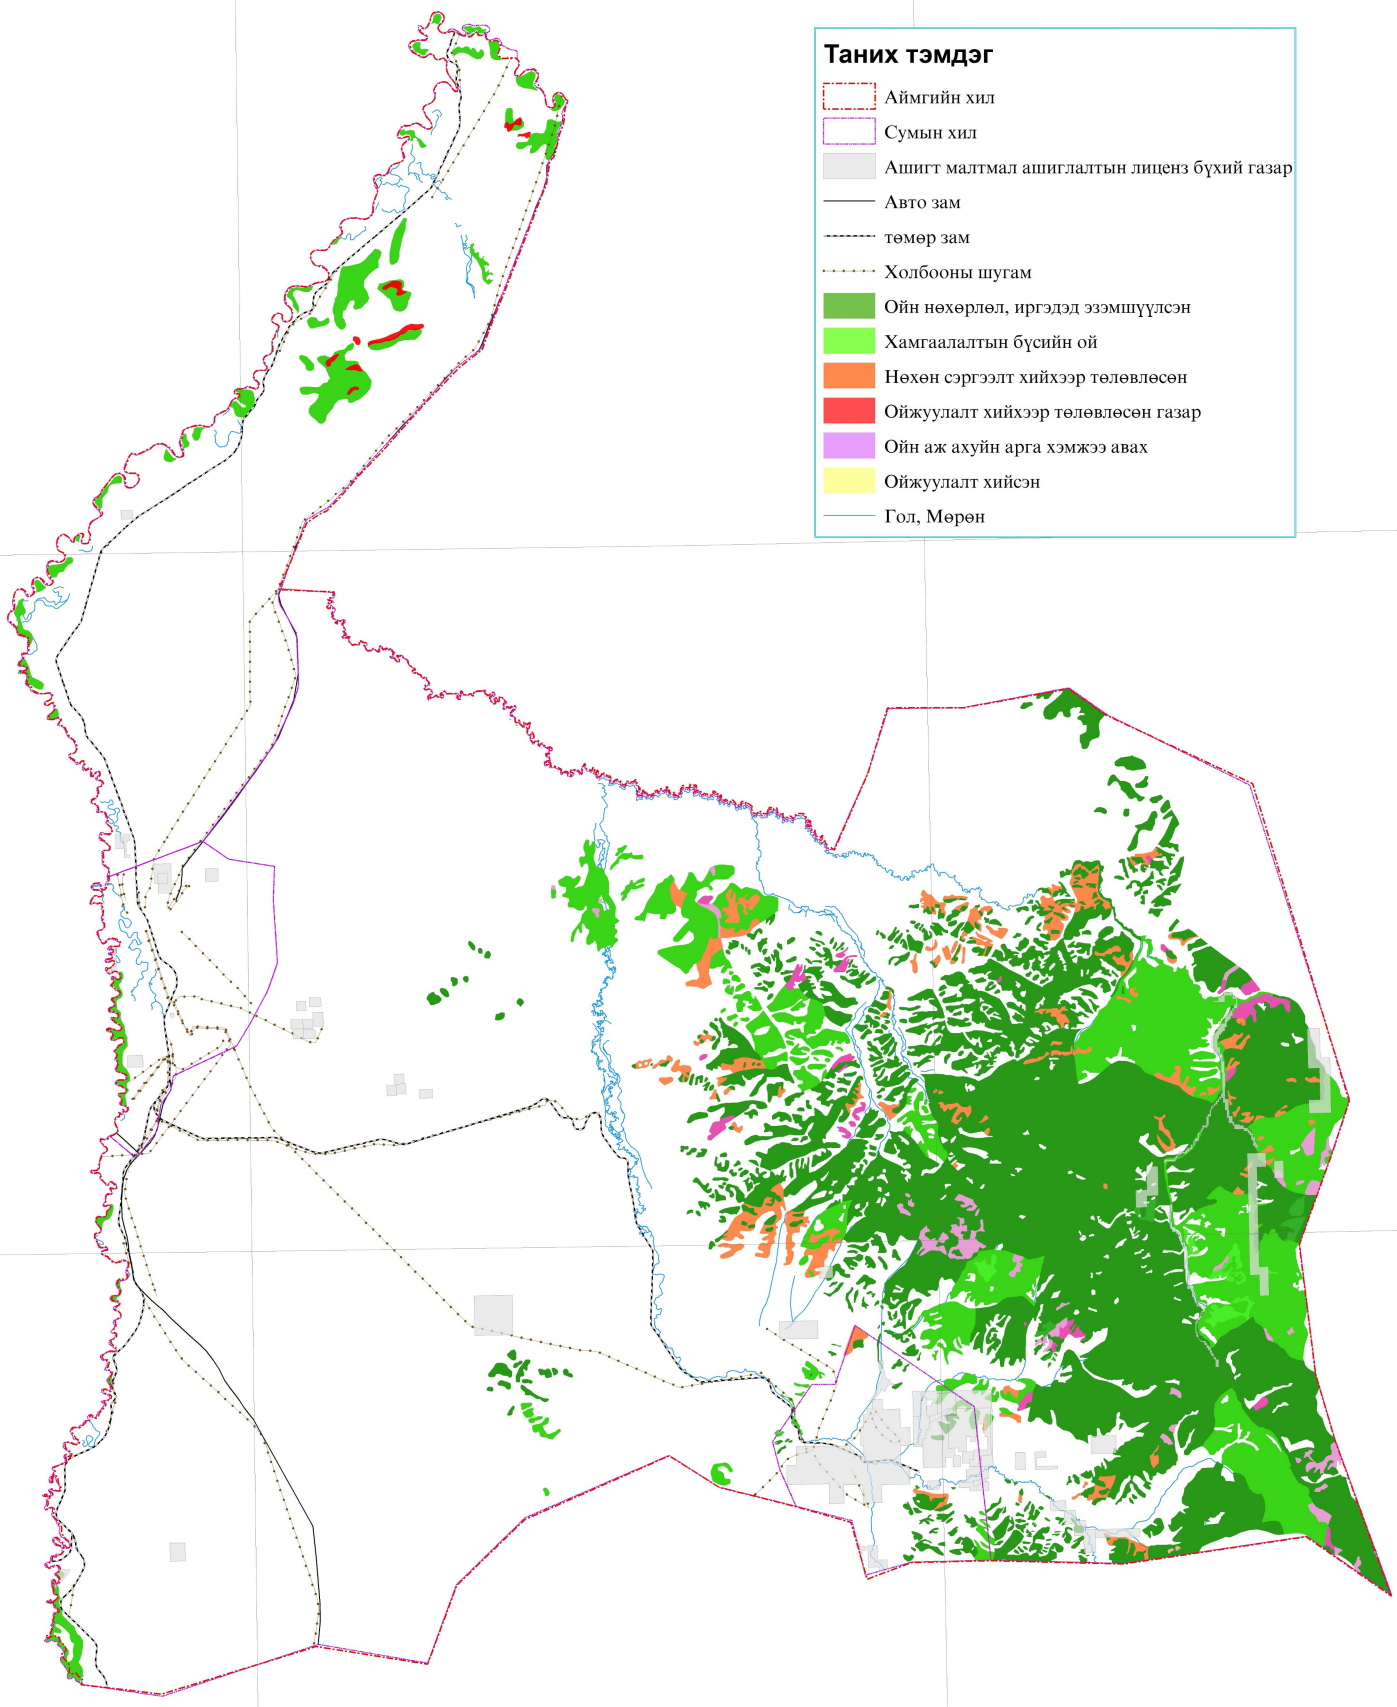 Таних тэмдэг
Аймгийн хил
Сумын хил
Ашигт малтмал ашиглалтын лиценз бүхий газар
Авто зам
төмөр зам
Холбооны шугам
Ойн нөхөрлөл, иргэдэд эзэмшүүлсэн
Хамгаалалтын бүсийн ой
Нөхөн сэргээлт хийхээр төлөвлөсөн
Ойжуулалт хийхээр төлөвлөсөн газар
Ойн аж ахуйн арга хэмжээ авах
Ойжуулалт хийсэн
Гол, Мөрөн